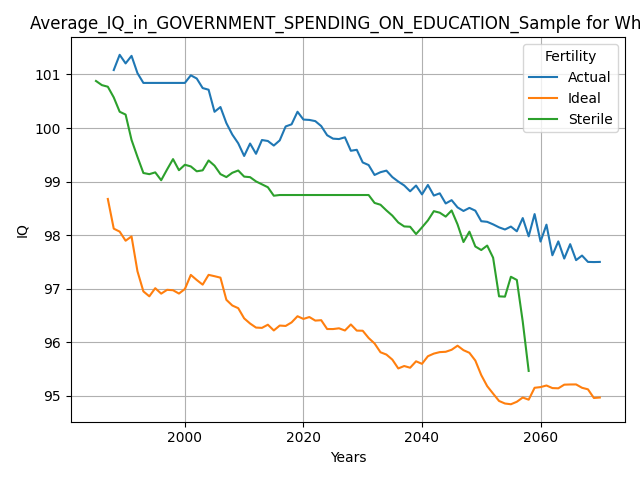 Average_IQ_in_GOVERNMENT_SPENDING_ON_EDUCATION_Sample for Wh
Fertility
Actual
Ideal
Sterile
101
100
99
98
97
96
95
IQ
2000
2020
2040
2060
Years